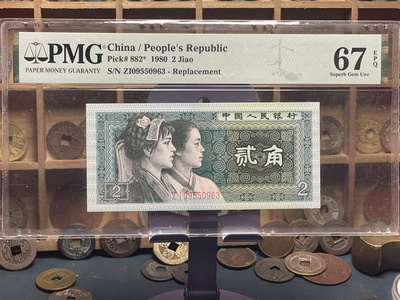 PMG
PAPER MONEY GUARANTY
China / People's Republic
Pick# 882* 1980 2 Jiao
S/N ZI09550963 - Replacement
67 EPQ
Superb Gem Unc
中国人民银行
贰角
ZI09550963
2
2